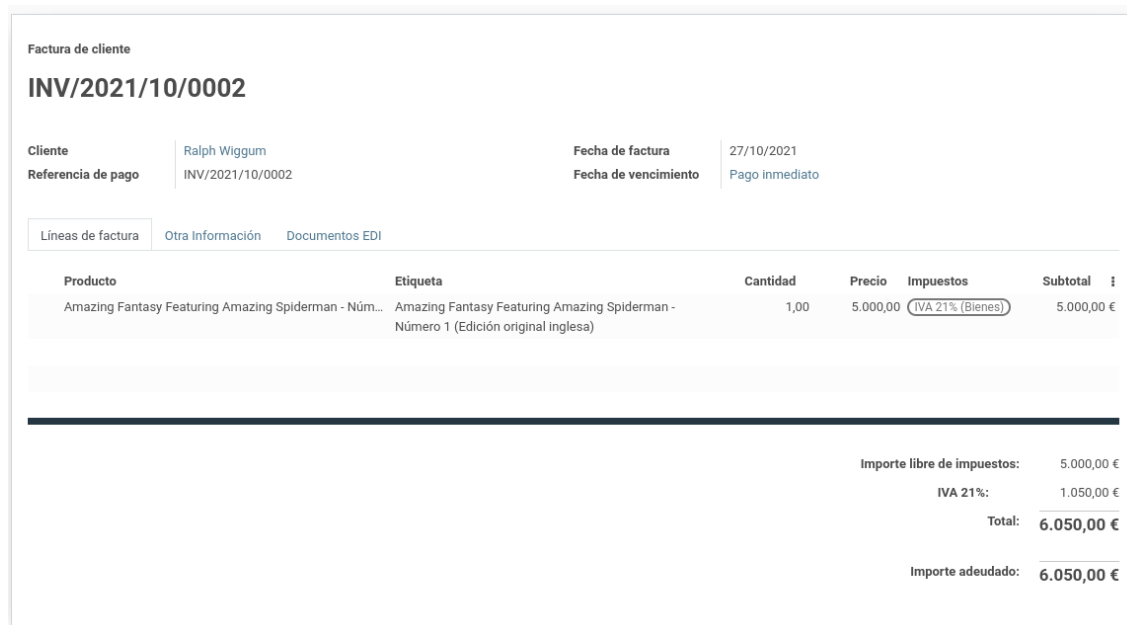 Factura de cliente
INV/2021/10/0002
Cliente Ralph Wiggum Fecha de factura 27/10/2021
Referencia de pago INV/2021/10/0002 Fecha de vencimiento Pago inmediato
Líneas de factura Otra Información Documentos EDI
Producto Etiqueta Cantidad Precio Impuestos Subtotal
Amazing Fantasy Featuring Amazing Spiderman - Núm... Amazing Fantasy Featuring Amazing Spiderman - 1,00 5.000,00 IVA 21% (Bienes) 5.000,00 €
Número 1 (Edición original inglesa)
Importe libre de impuestos: 5.000,00 €
IVA 21%: 1.050,00 €
Total: 6.050,00 €
Importe adeudado: 6.050,00 €